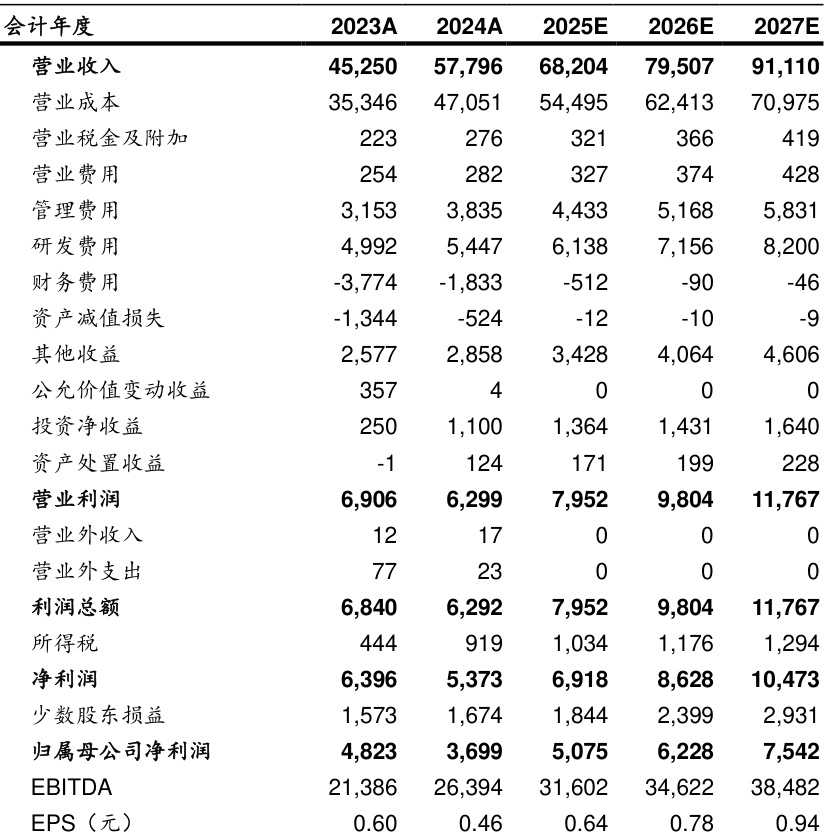 会计年度 2023A 2024A 2025E 2026E 2027E
营业收入 45,250 57,796 68,204 79,507 91,110
营业成本 35,346 47,051 54,495 62,413 70,975
营业税金及附加 223 276 321 366 419
营业费用 254 282 327 374 428
管理费用 3,153 3,835 4,433 5,168 5,831
研发费用 4,992 5,447 6,138 7,156 8,200
财务费用 -3,774 -1,833 -512 -90 -46
资产减值损失 -1,344 -524 -12 -10 -9
其他收益 2,577 2,858 3,428 4,064 4,606
公允价值变动收益 357 4 0 0 0
投资净收益 250 1,100 1,364 1,431 1,640
资产处置收益 -1 124 171 199 228
营业利润 6,906 6,299 7,952 9,804 11,767
营业外收入 12 17 0 0 0
营业外支出 77 23 0 0 0
利润总额 6,840 6,292 7,952 9,804 11,767
所得税 444 919 1,034 1,176 1,294
净利润 6,396 5,373 6,918 8,628 10,473
少数股东损益 1,573 1,674 1,844 2,399 2,931
归属母公司净利润 4,823 3,699 5,075 6,228 7,542
EBITDA 21,386 26,394 31,602 34,622 38,482
EPS（元） 0.60 0.46 0.64 0.78 0.94